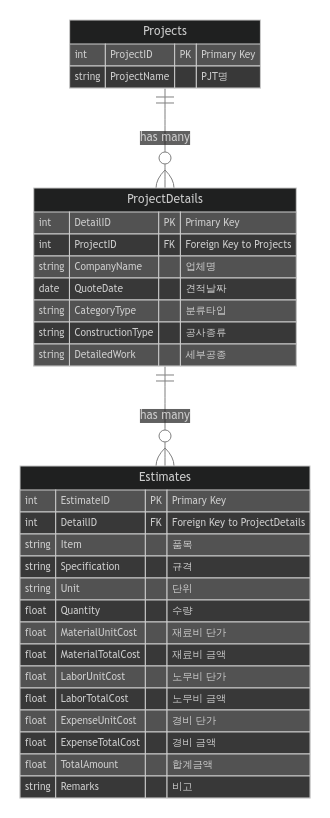 Projects
int ProjectID PK Primary Key
string ProjectName PJT명
has many
ProjectDetails
int DetailID PK Primary Key
int ProjectID FK Foreign Key to Projects
string CompanyName 업체명
date QuoteDate 견적날짜
string CategoryType 분류타입
string ConstructionType 공사종류
string DetailedWork 세부공종
has many
Estimates
int EstimateID PK Primary Key
int DetailID FK Foreign Key to ProjectDetails
string Item 품목
string Specification 규격
string Unit 단위
float Quantity 수량
float MaterialUnitCost 재료비 단가
float MaterialTotalCost 재료비 금액
float LaborUnitCost 노무비 단가
float LaborTotalCost 노무비 금액
float ExpenseUnitCost 경비 단가
float ExpenseTotalCost 경비 금액
float TotalAmount 합계금액
string Remarks 비고